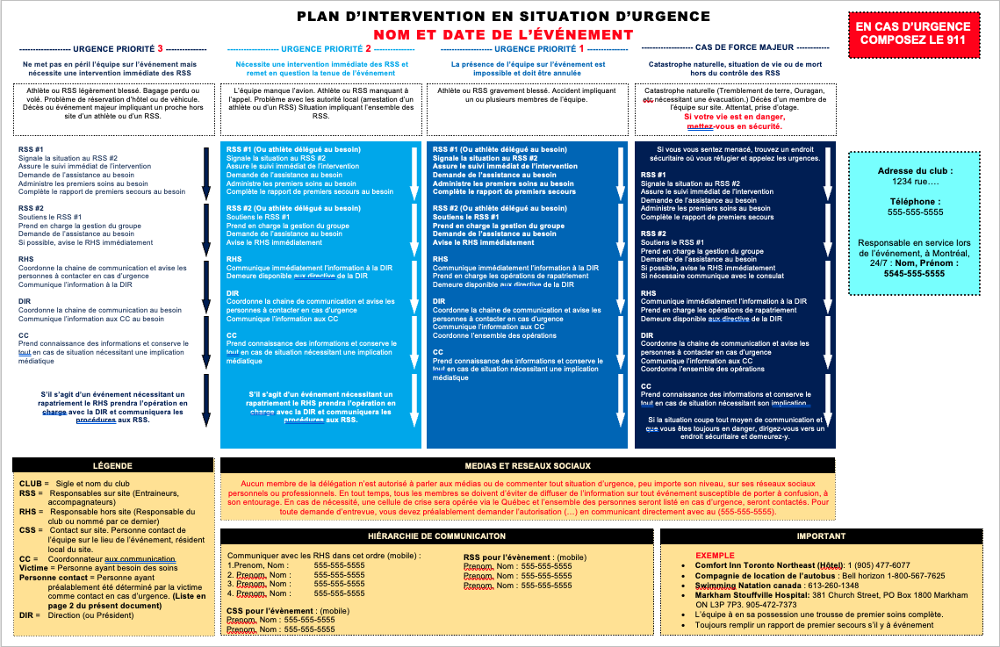 PLAN D’INTERVENTION EN SITUATION D’URGENCE
NOM ET DATE DE L’ÉVÉNEMENT
EN CAS D’URGENCE
COMPOSEZ LE 911
------------------ URGENCE PRIORITÉ 3 --------------
Ne met pas en péril l’équipe sur l’événement mais
nécessite une intervention immédiate des RSS
Athlète ou RSS légèrement blessé. Bagage perdu ou
volé. Problème de réservation d’hôtel ou de véhicule.
Décès ou événement majeur impliquant un proche hors
site d’un athlète ou d’un RSS.
RSS #1
Signale la situation au RSS #2
Assure le suivi immédiat de l’intervention
Demande de l’assistance au besoin
Administre les premiers soins au besoin
Complète le rapport de premiers secours au besoin
RSS #2
Soutiens le RSS #1
Prend en charge la gestion du groupe
Demande de l’assistance au besoin
Si possible, avise le RHS immédiatement
RHS
Coordonne la chaine de communication et avise les
personnes à contacter en cas d’urgence
Communique l’information à la DIR
DIR
Coordonne la chaine de communication au besoin
Communique l’information aux CC au besoin
CC
Prend connaissance des informations et conserve le
tout en cas de situation nécessitant une implication
médiatique
S’il s’agit d’un événement nécessitant un
rapatriement le RHS prendra l’opération en
charge avec la DIR et communiquera les
procédures aux RSS.
------------------ URGENCE PRIORITÉ 2 --------------
Nécessite une intervention immédiate des RSS et
remet en question la tenue de l’événement
L’équipe manque l’avion. Athlète ou RSS manquant à
l’appel. Problème avec les autorité local (arrestation d’un
athlète ou d’un RSS) Situation impliquant l’ensemble des
RSS.
RSS #1 (Ou athlète délégué au besoin)
Signale la situation au RSS #2
Assure le suivi immédiat de l’intervention
Demande de l’assistance au besoin
Administre les premiers soins au besoin
Complète le rapport de premiers secours au besoin
RSS #2 (Ou athlète délégué au besoin)
Soutiens le RSS #1
Prend en charge la gestion du groupe
Demande de l’assistance au besoin
Avise le RHS immédiatement
RHS
Communique immédiatement l’information à la DIR
Demeure disponible aux directive de la DIR
DIR
Coordonne la chaine de communication et avise les
personnes à contacter en cas d’urgence
Communique l’information aux CC
CC
Prend connaissance des informations et conserve le
tout en cas de situation nécessitant une implication
médiatique
S’il s’agit d’un événement nécessitant un
rapatriement le RHS prendra l’opération en
charge avec la DIR et communiquera les
procédures aux RSS.
------------------ URGENCE PRIORITÉ 1 --------------
La présence de l’équipe sur l’événement est
impossible et doit être annulée
Athlète ou RSS gravement blessé. Accident impliquant
un ou plusieurs membres de l’équipe.
RSS #1 (Ou athlète délégué au besoin)
Signale la situation au RSS #2
Assure le suivi immédiat de l’intervention
Demande de l’assistance au besoin
Administre les premiers soins au besoin
Complète le rapport de premiers secours
RSS #2 (Ou athlète délégué au besoin)
Soutiens le RSS #1
Prend en charge la gestion du groupe
Demande de l’assistance au besoin
Avise le RHS immédiatement
RHS
Communique immédiatement l’information à la DIR
Prend en charge les opérations de rapatriement
Demeure disponible aux directive de la DIR
DIR
Coordonne la chaine de communication et avise les
personnes à contacter en cas d’urgence
Communique l’information aux CC
Coordonne l’ensemble des opérations
CC
Prend connaissance des informations et conserve le
tout en cas de situation nécessitant une implication
médiatique
------------------ CAS DE FORCE MAJEUR ------------
Catastrophe naturelle, situation de vie ou de mort
hors du contrôle des RSS
Catastrophe naturelle (Tremblement de terre, Ouragan,
etc nécessitant une évacuation.) Décès d’un membre de
l’équipe sur site. Attentat, prise d’otage.
Si votre vie est en danger,
mettez-vous en sécurité.
Si vous vous sentez menacé, trouvez un endroit
sécuritaire où vous réfugier et appelez les urgences.
RSS #1
Signale la situation au RSS #2
Assure le suivi immédiat de l’intervention
Demande de l’assistance au besoin
Administre les premiers soins au besoin
Complète le rapport de premiers secours
RSS #2
Soutiens le RSS #1
Prend en charge la gestion du groupe
Demande de l’assistance au besoin
Si possible, avise le RHS immédiatement
Si nécessaire communique avec le consulat
RHS
Communique immédiatement l’information à la DIR
Prend en charge les opérations de rapatriement
Demeure disponible aux directive de la DIR
DIR
Coordonne la chaine de communication et avise les
personnes à contacter en cas d’urgence
Communique l’information aux CC
Coordonne l’ensemble des opérations
CC
Prend connaissance des informations et conserve le
tout en cas de situation nécessitant son implication..
Si la situation coupe tout moyen de communication et
que vous êtes toujours en danger, dirigez-vous vers un
endroit sécuritaire et demeurez-y.
Adresse du club :
1234 rue….
Téléphone :
555-555-5555
Responsable en service lors
de l’événement, à Montréal,
24/7 : Nom, Prénom :
5545-555-5555
LÉGENDE
CLUB = Sigle et nom du club
RSS = Responsables sur site (Entraineurs,
accompagnateurs)
RHS = Responsable hors site (Responsable du
club ou nommé par ce dernier)
CSS = Contact sur site. Personne contact de
l’équipe sur le lieu de l’événement, résident
local du site.
CC = Coordonnateur aux communication
Victime = Personne ayant besoin des soins
Personne contact = Personne ayant
préalablement été déterminé par la victime
comme contact en cas d’urgence. (Liste en
page 2 du présent document)
DIR = Direction (ou Président)
MEDIAS ET RESEAUX SOCIAUX
Aucun membre de la délégation n’est autorisé à parler aux médias ou de commenter tout situation d’urgence, peu importe son niveau, sur ses réseaux sociaux
personnels ou professionnels. En tout temps, tous les membres se doivent d’éviter de diffuser de l’information sur tout événement susceptible de porter à confusion, à
son entourage. En cas de nécessité, une cellule de crise sera opérée via le Québec et l’ensemble des personnes seront listé en cas d’urgence, seront contactés. Pour
toute demande d’entrevue, vous devez préalablement demander l’autorisation (…) en communicant directement avec au (555-555-5555).
HIÉRARCHIE DE COMMUNICAITON
Communiquer avec les RHS dans cet ordre (mobile) :
1.Prenom, Nom : 555-555-5555
2. Prenom, Nom : 555-555-5555
3. Prenom, Nom : 555-555-5555
4. Prenom, Nom : 555-555-5555
CSS pour l’évènement : (mobile)
Prenom, Nom : 555-555-5555
Prenom, Nom : 555-555-5555
RSS pour l’évènement : (mobile)
Prenom, Nom : 555-555-5555
Prenom, Nom : 555-555-5555
Prenom, Nom : 555-555-5555
IMPORTANT
EXEMPLE
• Comfort Inn Toronto Northeast (Hôtel): 1 (905) 477-6077
• Compagnie de location de l’autobus : Bell horizon 1-800-567-7625
• Swimming Natation canada : 613-260-1348
• Markham Stouffville Hospital: 381 Church Street, PO Box 1800 Markham
ON L3P 7P3. 905-472-7373
• L’équipe à en sa possession une trousse de premier soins complète.
• Toujours remplir un rapport de premier secours s’il y à événement